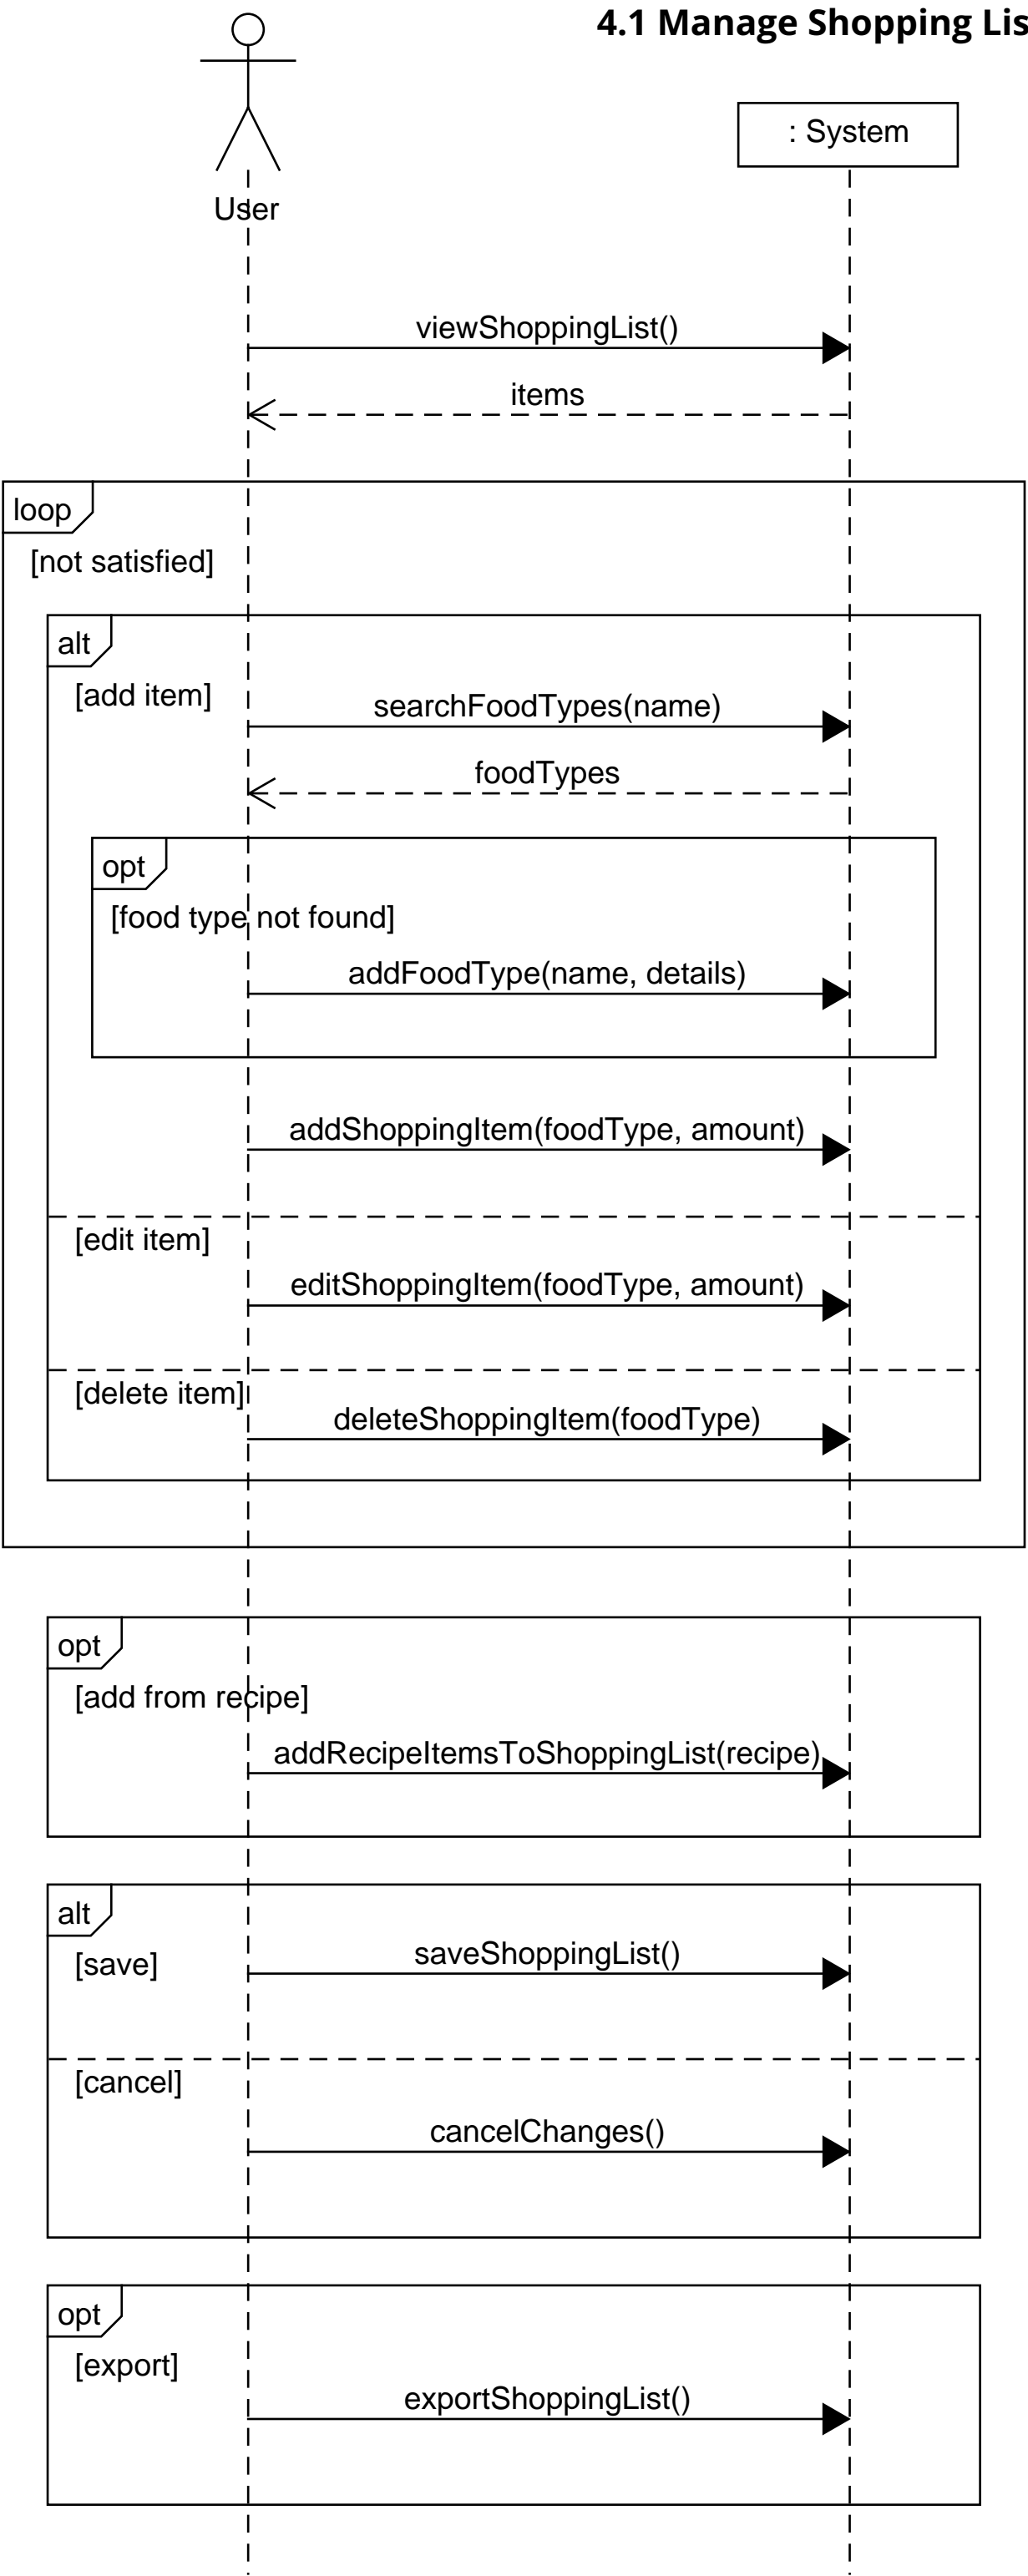 4.1 Manage Shopping Lis
: System
User
viewShoppingList()
items
loop
[not satisfied]
alt
[add item]
searchFoodTypes(name)
foodTypes
opt
[food type not found]
addFoodType(name, details)
addShoppingItem(foodType, amount)
[edit item]
editShoppingItem(foodType, amount)
[delete item]
deleteShoppingItem(foodType)
opt
[add from recipe]
addRecipeItemsToShoppingList(recipe)
alt
[save]
saveShoppingList()
[cancel]
cancelChanges()
opt
[export]
exportShoppingList()